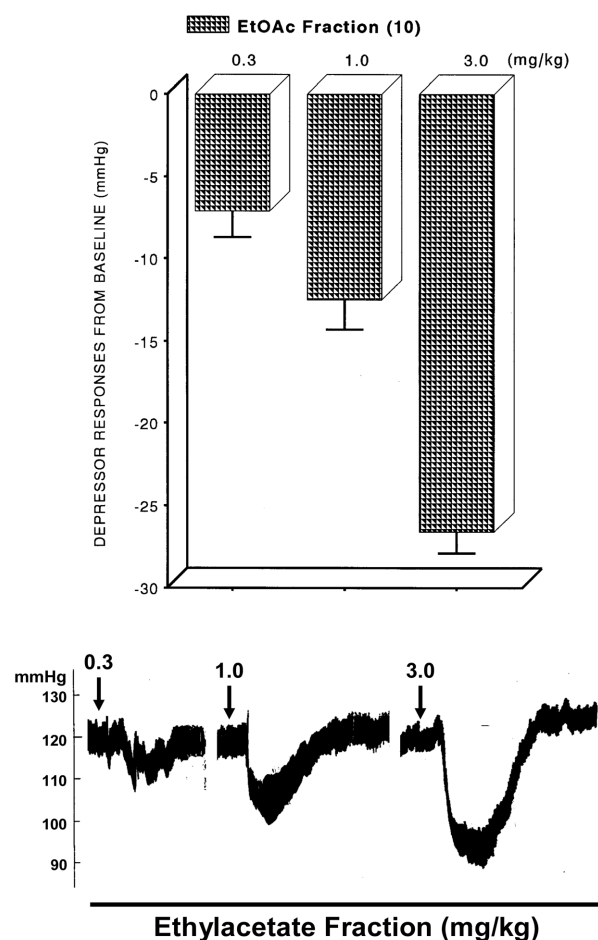 EtOAc Fraction (10)
0.3 1.0 3.0 (mg/kg)
DEPRESSOR RESPONSES FROM BASELINE (mmHg)
0
-5
-10
-15
-20
-25
-30
0.3 1.0 3.0
mmHg
130
120
110
100
90
Ethylacetate Fraction (mg/kg)